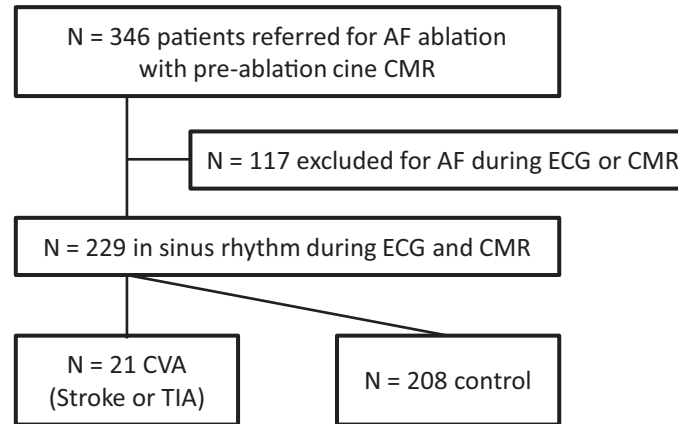 N = 346 patients referred for AF ablation
with pre-ablation cine CMR
N = 117 excluded for AF during ECG or CMR
N = 229 in sinus rhythm during ECG and CMR
N = 21 CVA
(Stroke or TIA)
N = 208 control